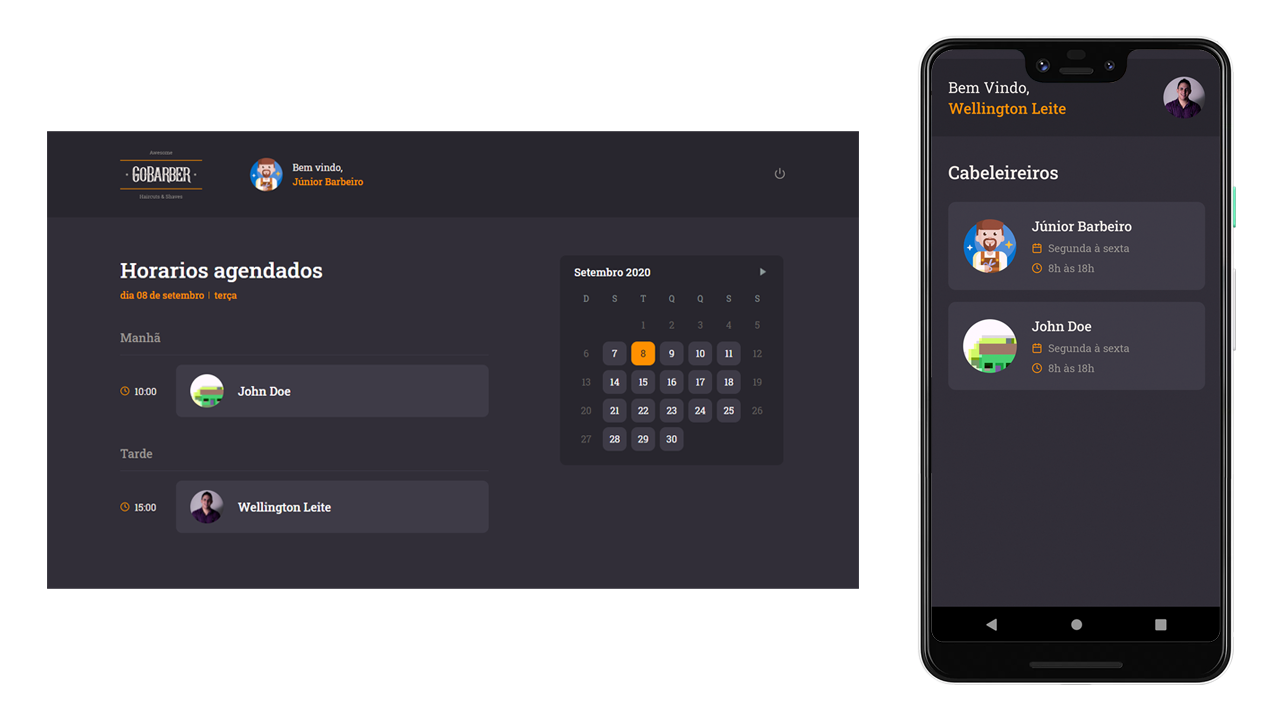 Awesome
GOBARBER
Haircuts & Shaves
Bem vindo,
Júnior Barbeiro
Horarios agendados
dia 08 de setembro | terça
Manhã
10:00 John Doe
Tarde
15:00 Wellington Leite
Setembro 2020
D S T Q Q S S
1 2 3 4 5
6 7 8 9 10 11 12
13 14 15 16 17 18 19
20 21 22 23 24 25 26
27 28 29 30
Bem Vindo,
Wellington Leite
Cabeleireiros
Júnior Barbeiro
Segunda à sexta
8h às 18h
John Doe
Segunda à sexta
8h às 18h